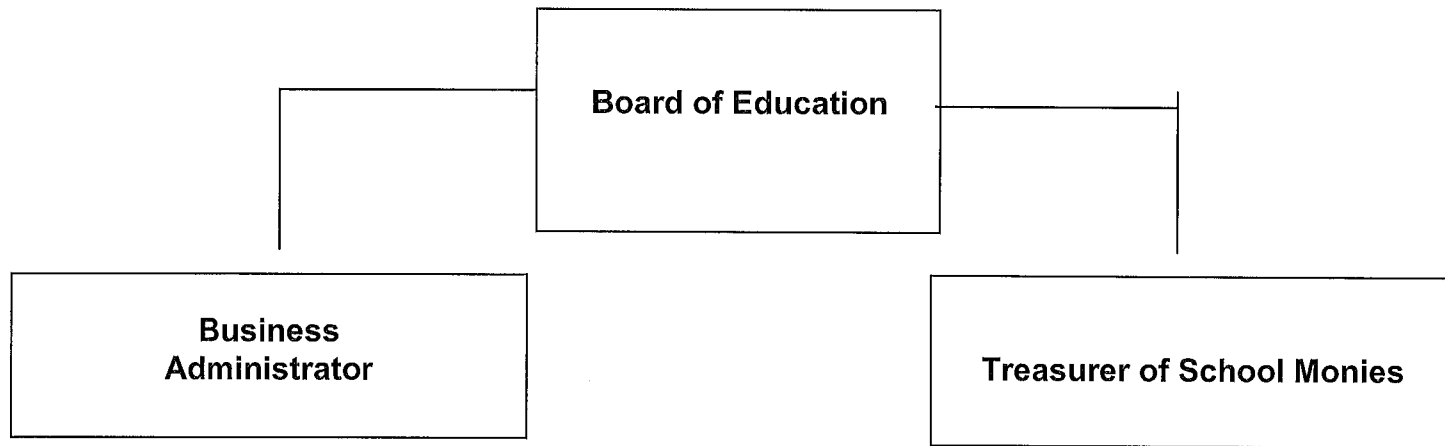 Board of Education
Business
Administrator
Treasurer of School Monies